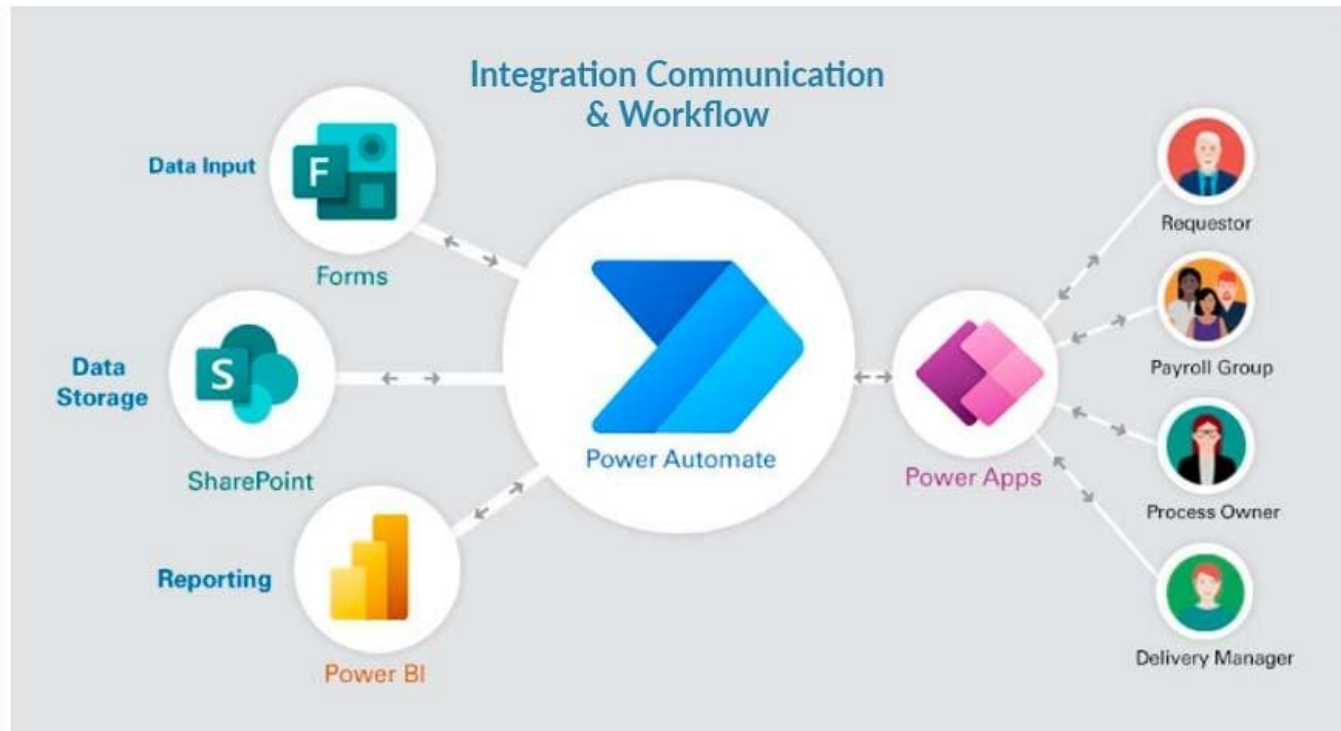 Integration Communication
& Workflow
Data Input
F
Forms
Data
Storage
S
SharePoint
Reporting
Power BI
Power Automate
Power Apps
Requestor
Payroll Group
Process Owner
Delivery Manager